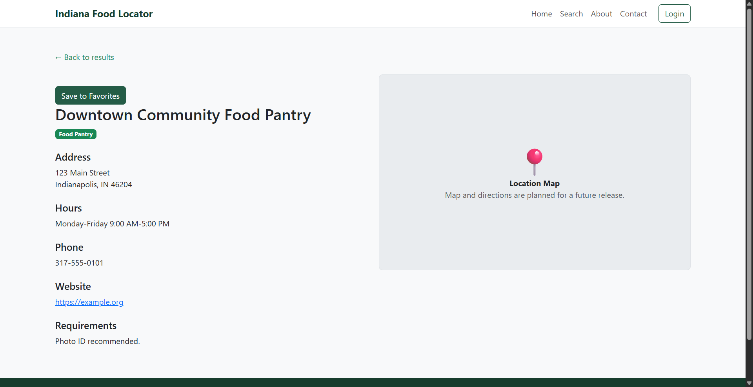 Indiana Food Locator
Home Search About Contact Login
← Back to results
Save to Favorites
Downtown Community Food Pantry
Food Pantry
Address
123 Main Street
Indianapolis, IN 46204
Hours
Monday-Friday 9:00 AM-5:00 PM
Phone
317-555-0101
Website
https://example.org
Requirements
Photo ID recommended.
Location Map
Map and directions are planned for a future release.